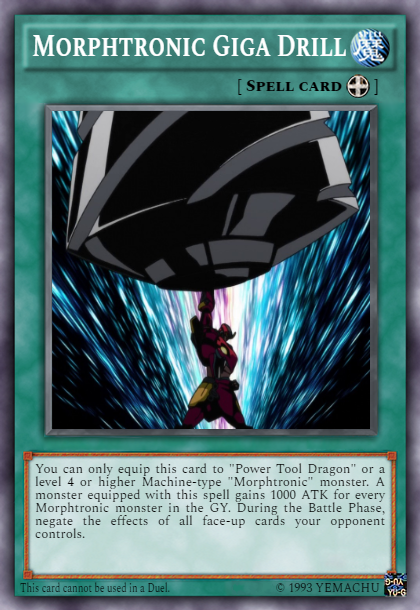 MORPHTRONIC GIGA DRILL 魔
[ SPELL CARD ]
You can only equip this card to "Power Tool Dragon" or a
level 4 or higher Machine-type "Morphtronic" monster. A
monster equipped with this spell gains 1000 ATK for every
Morphtronic monster in the GY. During the Battle Phase,
negate the effects of all face-up cards your opponent
controls.
This card cannot be used in a Duel.
© 1993 YEMACHU
YU-G